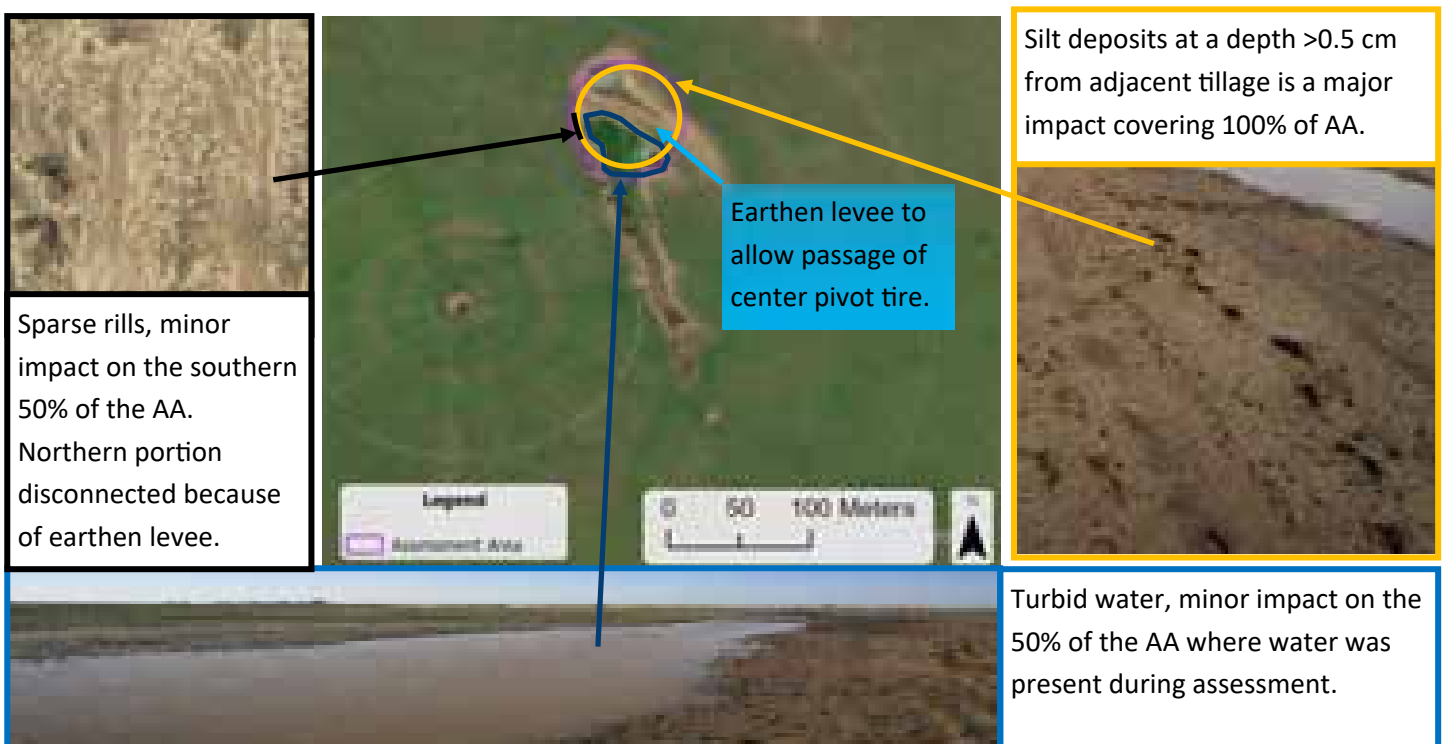 Silt deposits at a depth >0.5 cm
from adjacent tillage is a major
impact covering 100% of AA.
Earthen levee to
allow passage of
center pivot tire.
Sparse rills, minor
impact on the southern
50% of the AA.
Northern portion
disconnected because
of earthen levee.
Legend
Assessment Area
0 50 100 Meters
Turbid water, minor impact on the
50% of the AA where water was
present during assessment.